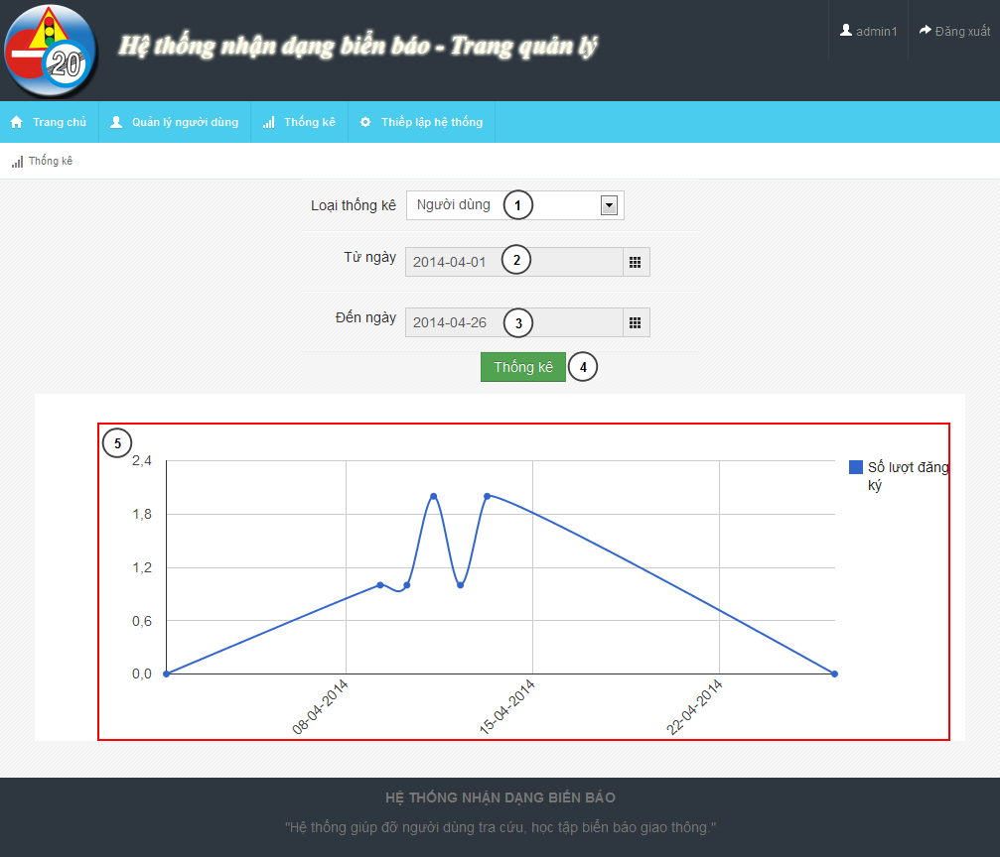 20
Hệ thống nhận dạng biển báo - Trang quản lý
admin1
Đăng xuất
Trang chủ
Quản lý người dùng
Thống kê
Thiếp lập hệ thống
Thống kê
Loại thống kê
Người dùng
1
Từ ngày
2014-04-01
2
Đến ngày
2014-04-26
3
Thống kê
4
5
2,4
1,8
1,2
0,6
0,0
08-04-2014
15-04-2014
22-04-2014
Số lượt đăng
ký
HỆ THỐNG NHẬN DẠNG BIỂN BÁO
"Hệ thống giúp đỡ người dùng tra cứu, học tập biển báo giao thông."